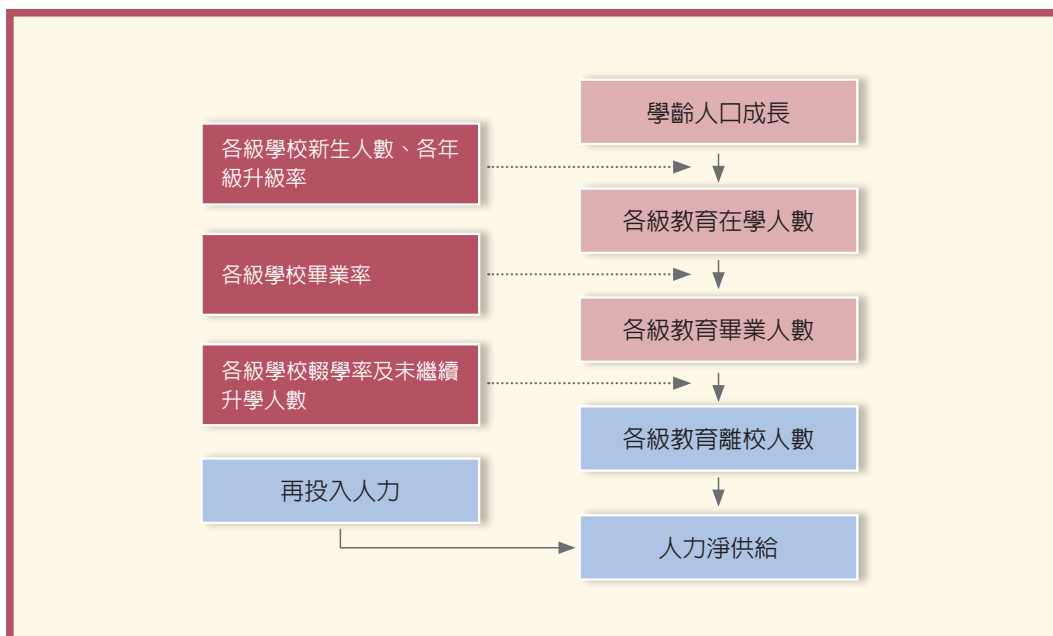 學齡人口成長
各級學校新生人數、各年
級升級率
各級教育在學人數
各級學校畢業率
各級教育畢業人數
各級學校輟學率及未繼續
升學人數
各級教育離校人數
再投入人力
人力淨供給